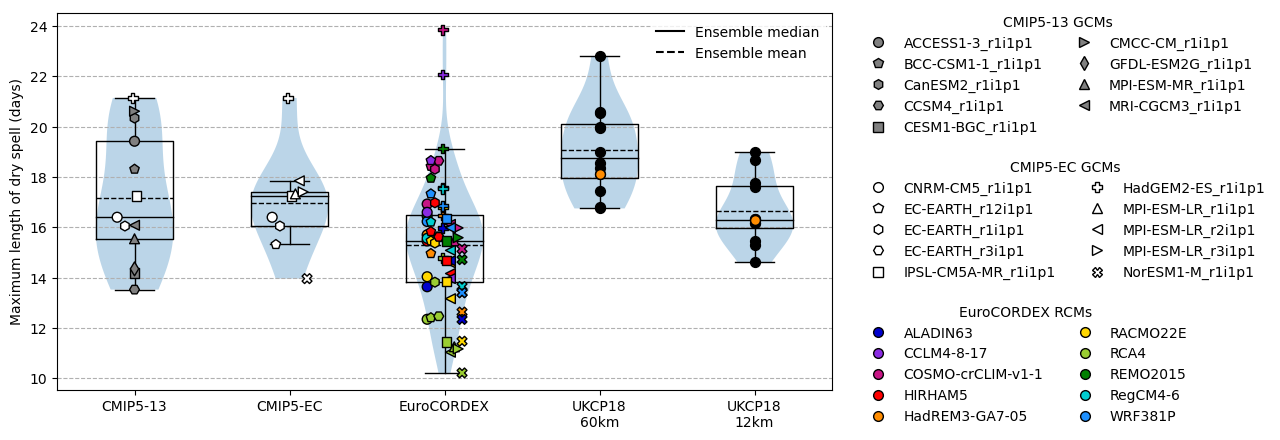 Maximum length of dry spell (days)
24
22
20
18
16
14
12
10
Ensemble median
Ensemble mean
CMIP5-13
CMIP5-EC
EuroCORDEX
UKCP18
60km
UKCP18
12km
CMIP5-13 GCMs
ACCESS1-3_r1i1p1
BCC-CSM1-1_r1i1p1
CanESM2_r1i1p1
CCSM4_r1i1p1
CESM1-BGC_r1i1p1
CMCC-CM_r1i1p1
GFDL-ESM2G_r1i1p1
MPI-ESM-MR_r1i1p1
MRI-CGCM3_r1i1p1
CMIP5-EC GCMs
CNRM-CM5_r1i1p1
EC-EARTH_r12i1p1
EC-EARTH_r1i1p1
EC-EARTH_r3i1p1
IPSL-CM5A-MR_r1i1p1
HadGEM2-ES_r1i1p1
MPI-ESM-LR_r1i1p1
MPI-ESM-LR_r2i1p1
MPI-ESM-LR_r3i1p1
NorESM1-M_r1i1p1
EuroCORDEX RCMs
ALADIN63
CCLM4-8-17
COSMO-crCLIM-v1-1
HIRHAM5
HadREM3-GA7-05
RACMO22E
RCA4
REMO2015
RegCM4-6
WRF381P